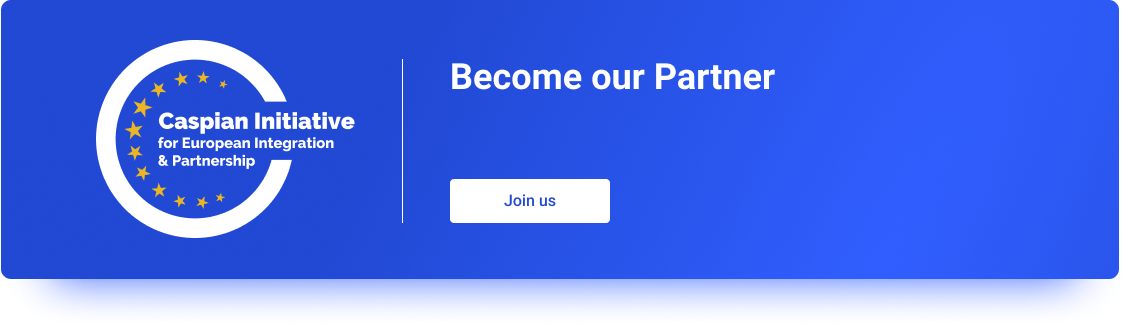 Caspian Initiative
for European Integration
& Partnership
Become our Partner
Join us